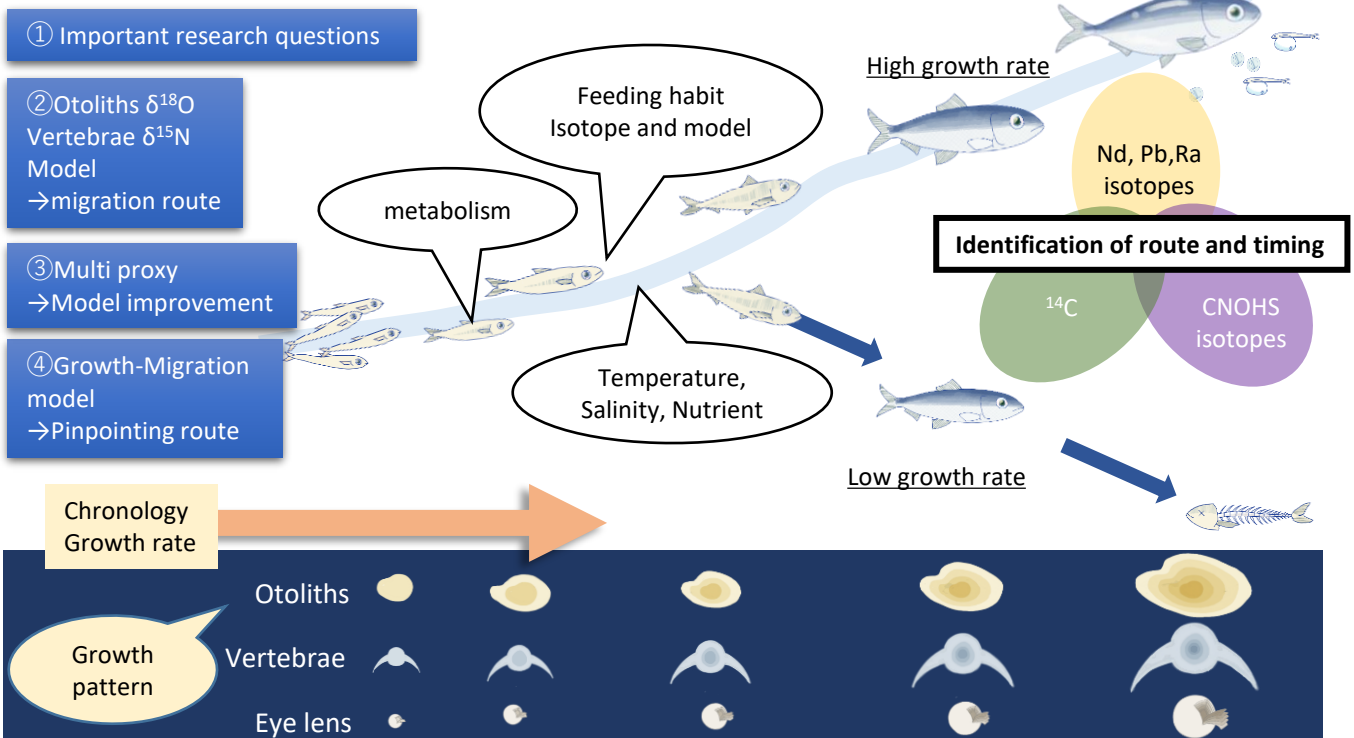 ① Important research questions
②Otoliths δ¹⁸O
Vertebrae δ¹⁵N
Model
→migration route
③Multi proxy
→Model improvement
④Growth-Migration
model
→Pinpointing route
metabolism
Feeding habit
Isotope and model
Temperature,
Salinity, Nutrient
High growth rate
Low growth rate
Nd, Pb,Ra
isotopes
Identification of route and timing
¹⁴C
CNOHS
isotopes
Chronology
Growth rate
Growth
pattern
Otoliths
Vertebrae
Eye lens